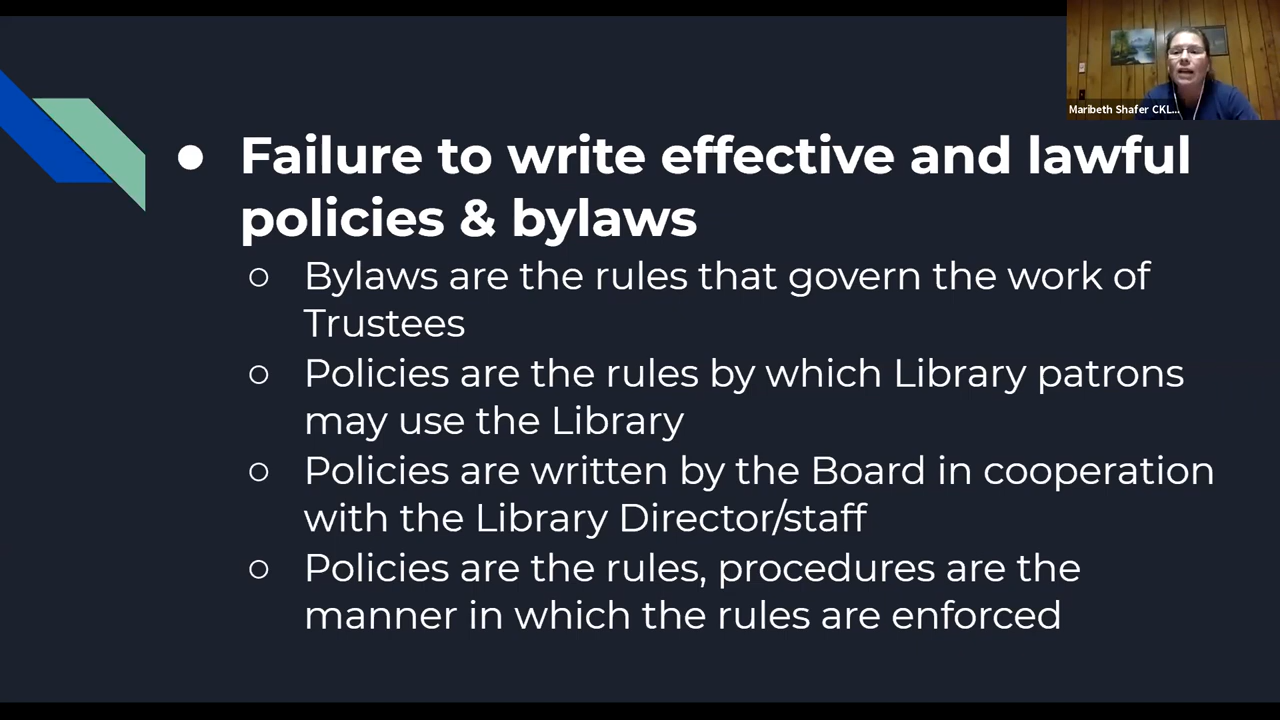 Maribeth Shafer CKL...
● Failure to write effective and lawful
policies & bylaws
○ Bylaws are the rules that govern the work of
Trustees
○ Policies are the rules by which Library patrons
may use the Library
○ Policies are written by the Board in cooperation
with the Library Director/staff
○ Policies are the rules, procedures are the
manner in which the rules are enforced